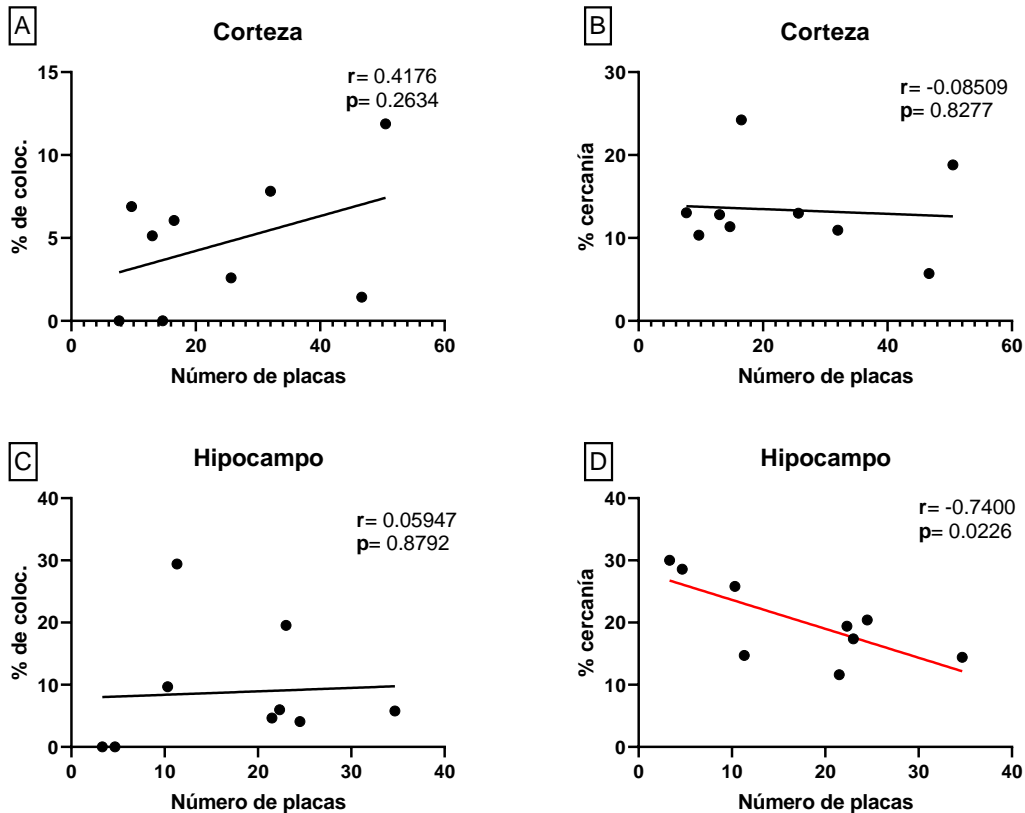 A
Corteza
r= 0.4176
p= 0.2634
15
10
5
0
% de coloc.
0 20 40 60
Número de placas
B
Corteza
r= -0.08509
p= 0.8277
30
20
10
0
% cercanía
0 20 40 60
Número de placas
C
Hipocampo
r= 0.05947
p= 0.8792
40
30
20
10
0
% de coloc.
0 10 20 30 40
Número de placas
D
Hipocampo
r= -0.7400
p= 0.0226
40
30
20
10
0
% cercanía
0 10 20 30 40
Número de placas